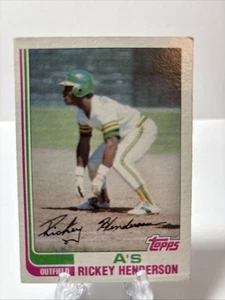 Rickey Henderson
Topps
A's
OUTFIELD RICKEY HENDERSON